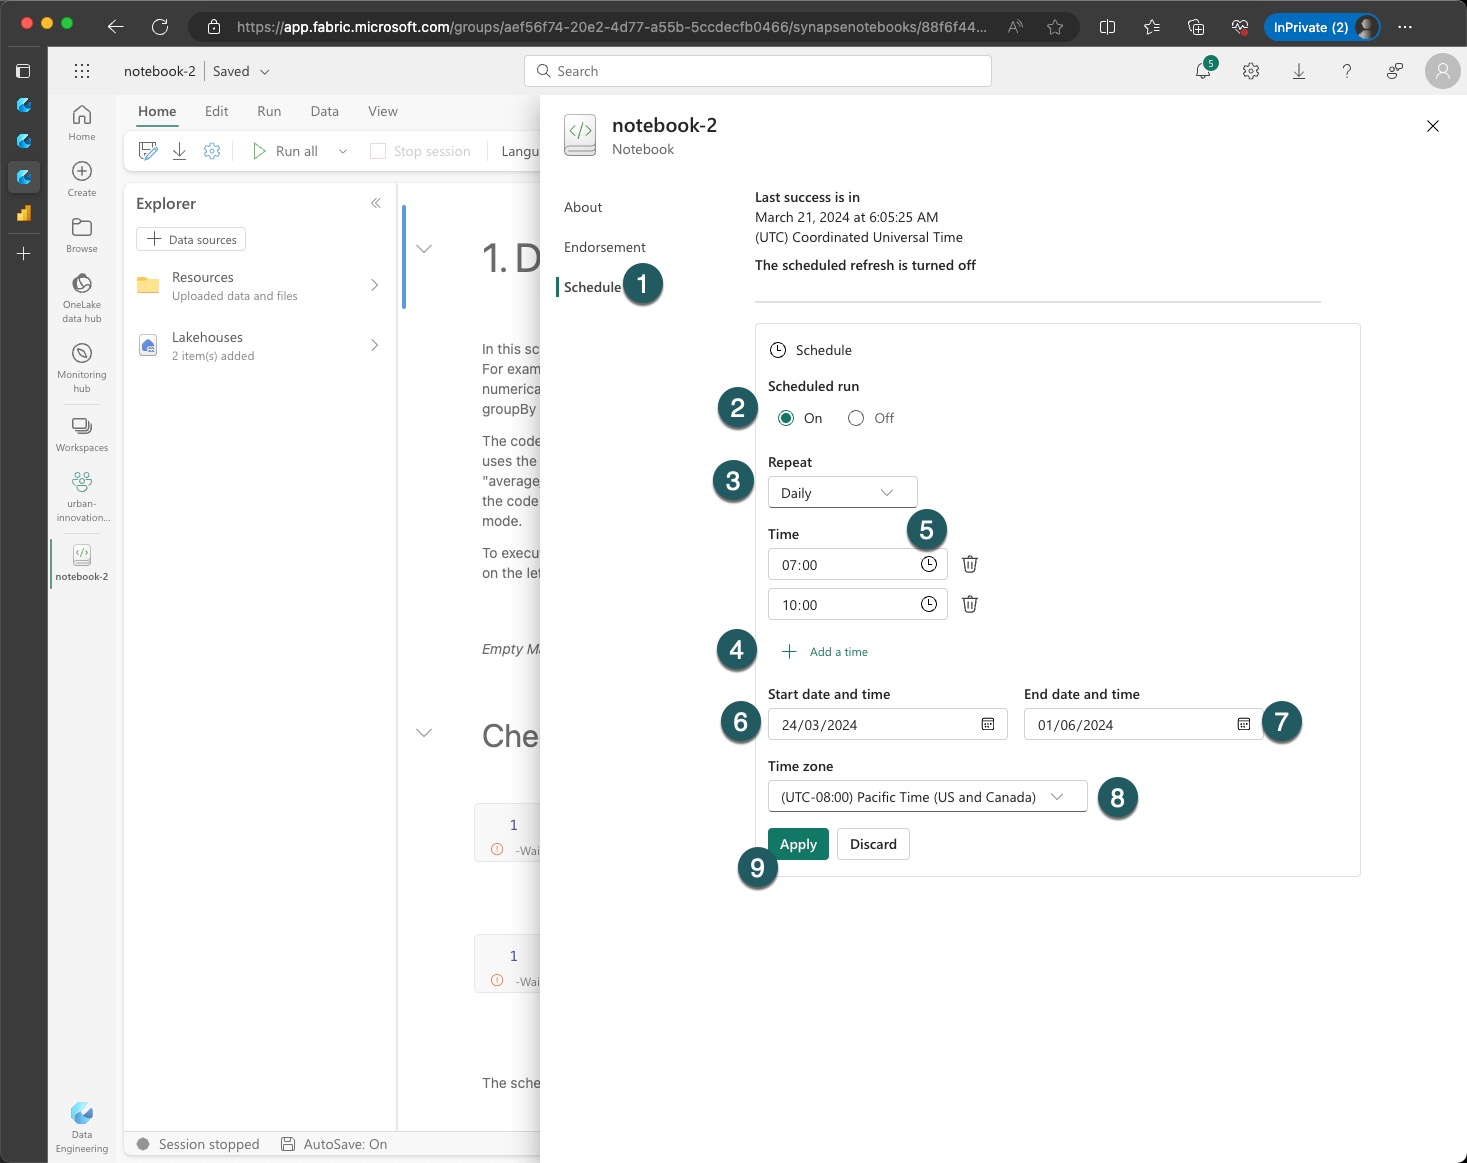 https://app.fabric.microsoft.com/groups/aef56f74-20e2-4d77-a55b-5ccdecfb0466/synapsenotebooks/88f6f44...
InPrivate (2)
notebook-2
Saved
Search
5
Home
Create
Browse
OneLake
data hub
Monitoring
hub
Workspaces
urban-
innovation...
notebook-2
Data
Engineering
Home
Edit
Run
Data
View
Run all
Stop session
Langu
Explorer
Data sources
Resources
Uploaded data and files
Lakehouses
2 item(s) added
1. D
In this sc
For exam
numerica
groupBy
The code
uses the
"average
the code
mode.
To execu
on the le
Empty Ma
Che
1
-Wai
1
-Wai
The sche
Session stopped
AutoSave: On
notebook-2
Notebook
About
Endorsement
Schedule
1
Last success is in
March 21, 2024 at 6:05:25 AM
(UTC) Coordinated Universal Time
The scheduled refresh is turned off
Schedule
Scheduled run
2
On
Off
Repeat
3
Daily
Time
5
07:00
10:00
4
Add a time
Start date and time
End date and time
6
24/03/2024
01/06/2024
7
Time zone
(UTC-08:00) Pacific Time (US and Canada)
8
Apply
Discard
9